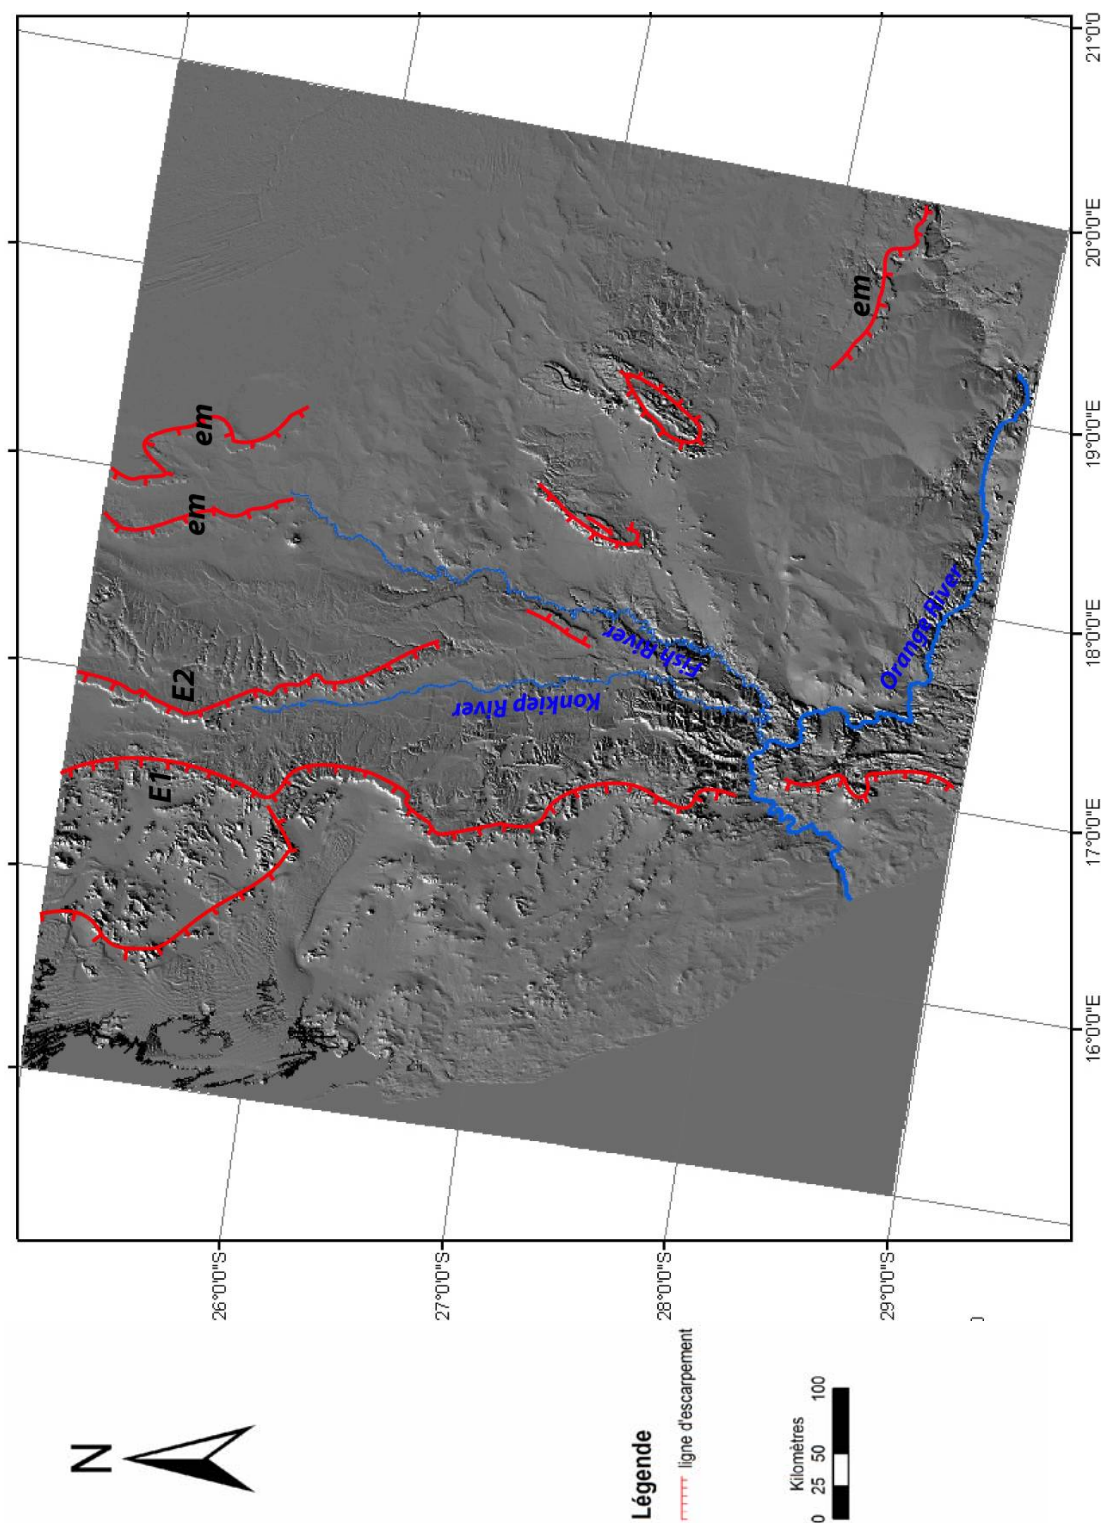 21°0'0
20°0'0"E
19°0'0"E
18°0'0"E
17°0'0"E
16°0'0"E
26°0'0"S
27°0'0"S
28°0'0"S
29°0'0"S
E1
E2
em
em
em
Konkiep River
Fish River
Orange River
N
Légende
ligne d'escarpement
Kilomètres
0 25 50 100